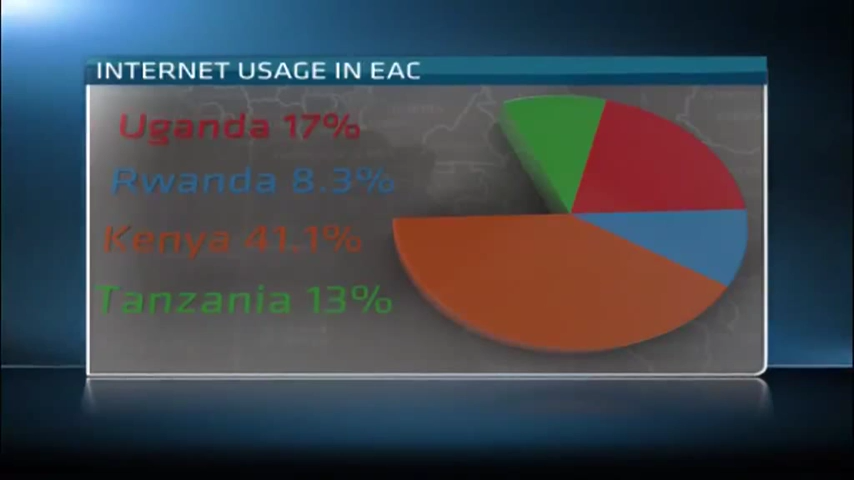 INTERNET USAGE IN EAC
Uganda 17%
Rwanda 8.3%
Kenya 41.1%
Tanzania 13%